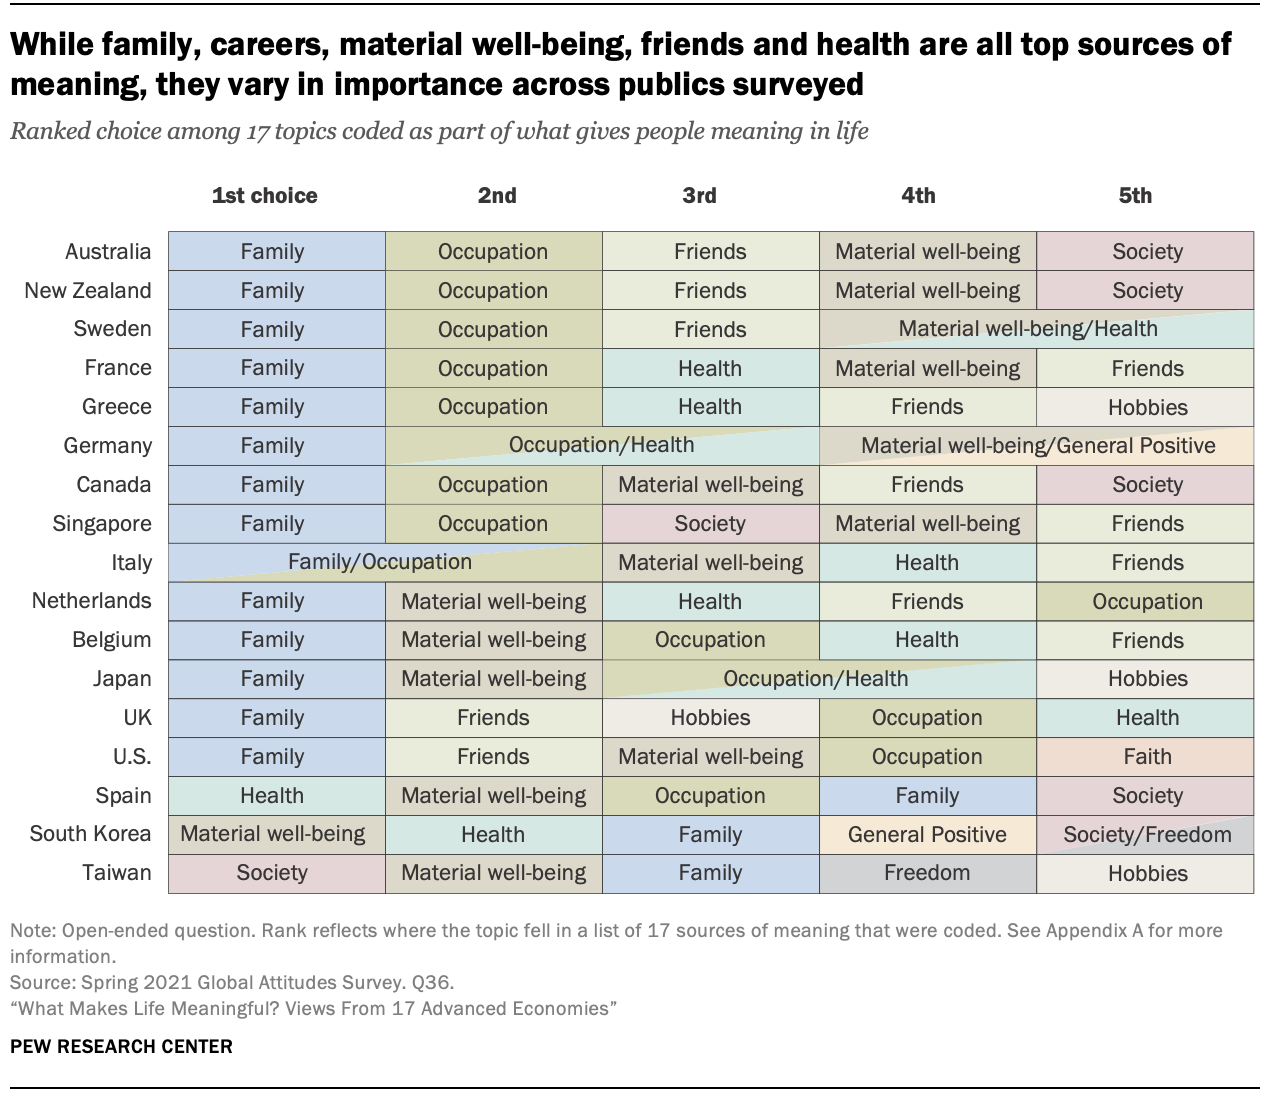 While family, careers, material well-being, friends and health are all top sources of
meaning, they vary in importance across publics surveyed
Ranked choice among 17 topics coded as part of what gives people meaning in life
1st choice 2nd 3rd 4th 5th
Australia Family Occupation Friends Material well-being Society
New Zealand Family Occupation Friends Material well-being Society
Sweden Family Occupation Friends Material well-being/Health
France Family Occupation Health Material well-being Friends
Greece Family Occupation Health Friends Hobbies
Germany Family Occupation/Health Material well-being/General Positive
Canada Family Occupation Material well-being Friends Society
Singapore Family Occupation Society Material well-being Friends
Italy Family/Occupation Material well-being Health Friends
Netherlands Family Material well-being Health Friends Occupation
Belgium Family Material well-being Occupation Health Friends
Japan Family Material well-being Occupation/Health Hobbies
UK Family Friends Hobbies Occupation Health
U.S. Family Friends Material well-being Occupation Faith
Spain Health Material well-being Occupation Family Society
South Korea Material well-being Health Family General Positive Society/Freedom
Taiwan Society Material well-being Family Freedom Hobbies
Note: Open-ended question. Rank reflects where the topic fell in a list of 17 sources of meaning that were coded. See Appendix A for more
information.
Source: Spring 2021 Global Attitudes Survey. Q36.
“What Makes Life Meaningful? Views From 17 Advanced Economies”
PEW RESEARCH CENTER